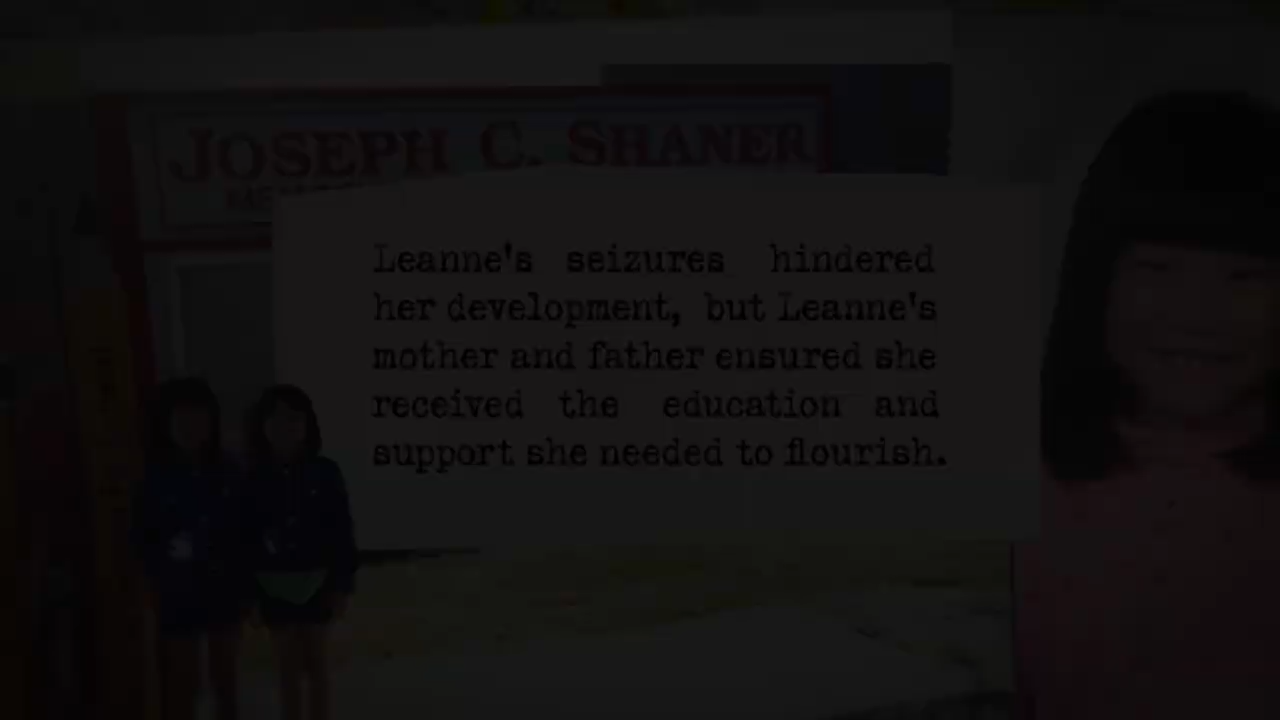 JOSEPH C. SHANER
Leanne's seizures hindered
her development, but Leanne's
mother and father ensured she
received the education and
support she needed to flourish.